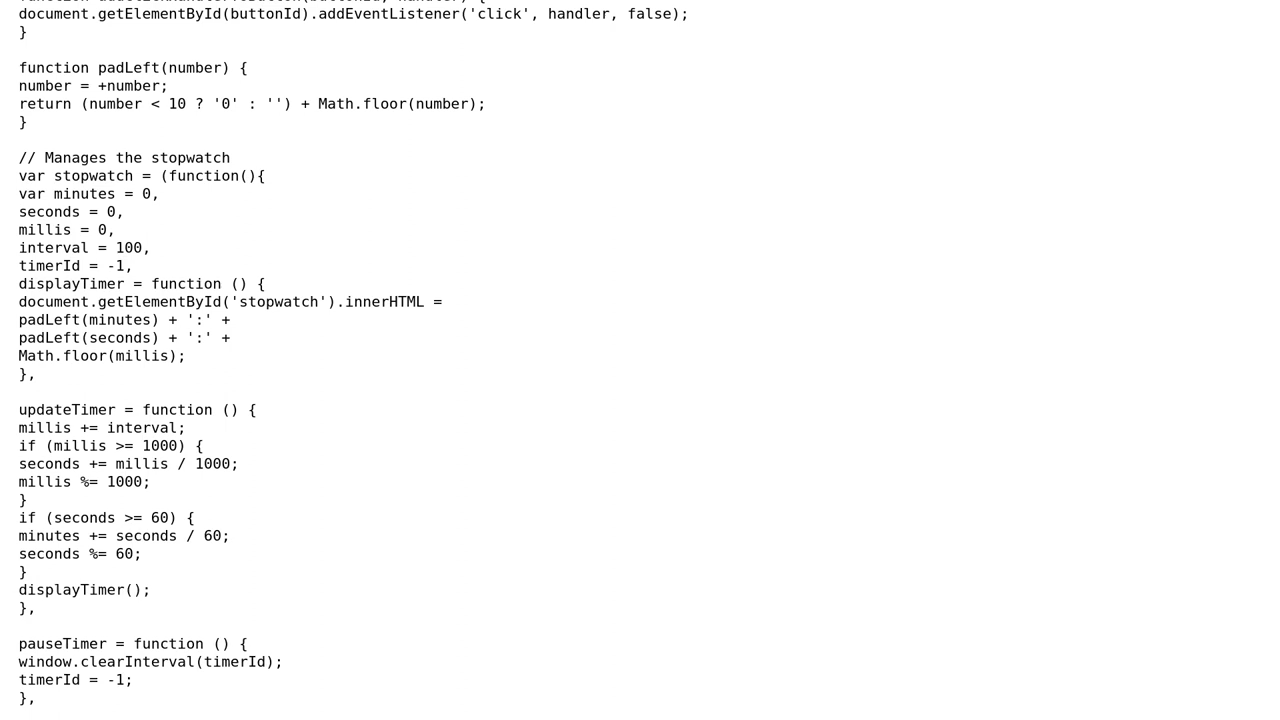 document.getElementById(buttonId).addEventListener('click', handler, false);
}
function padLeft(number) {
number = +number;
return (number < 10 ? '0' : '') + Math.floor(number);
}
// Manages the stopwatch
var stopwatch = (function(){
var minutes = 0,
seconds = 0,
millis = 0,
interval = 100,
timerId = -1,
displayTimer = function () {
document.getElementById('stopwatch').innerHTML =
padLeft(minutes) + ':' +
padLeft(seconds) + ':' +
Math.floor(millis);
},
updateTimer = function () {
millis += interval;
if (millis >= 1000) {
seconds += millis / 1000;
millis %= 1000;
}
if (seconds >= 60) {
minutes += seconds / 60;
seconds %= 60;
}
displayTimer();
},
pauseTimer = function () {
window.clearInterval(timerId);
timerId = -1;
},